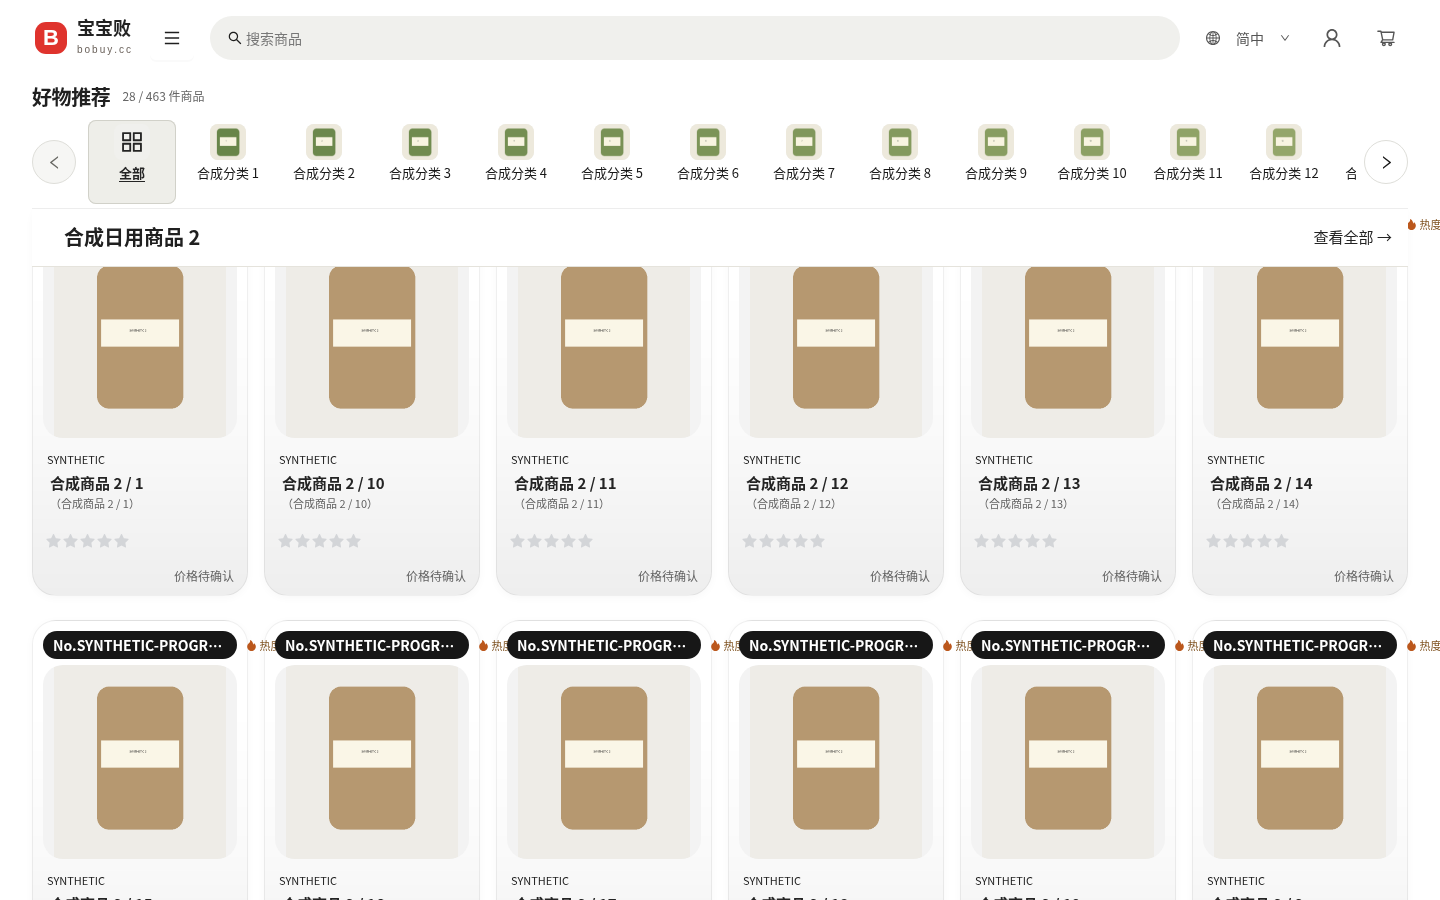 B 宝宝败
bobuy.cc
搜索商品
简中
好物推荐 28 / 463 件商品
全部 合成分类 1 合成分类 2 合成分类 3 合成分类 4 合成分类 5 合成分类 6 合成分类 7 合成分类 8 合成分类 9 合成分类 10 合成分类 11 合成分类 12 合
合成日用商品 2 查看全部 → 热度
SYNTHETIC SYNTHETIC SYNTHETIC SYNTHETIC SYNTHETIC SYNTHETIC
合成商品 2 / 1 合成商品 2 / 10 合成商品 2 / 11 合成商品 2 / 12 合成商品 2 / 13 合成商品 2 / 14
（合成商品 2 / 1） （合成商品 2 / 10） （合成商品 2 / 11） （合成商品 2 / 12） （合成商品 2 / 13） （合成商品 2 / 14）
价格待确认 价格待确认 价格待确认 价格待确认 价格待确认 价格待确认
No.SYNTHETIC-PROGR… 热 No.SYNTHETIC-PROGR… 热 No.SYNTHETIC-PROGR… 热 No.SYNTHETIC-PROGR… 热 No.SYNTHETIC-PROGR… 热 No.SYNTHETIC-PROGR… 热度
SYNTHETIC SYNTHETIC SYNTHETIC SYNTHETIC SYNTHETIC SYNTHETIC